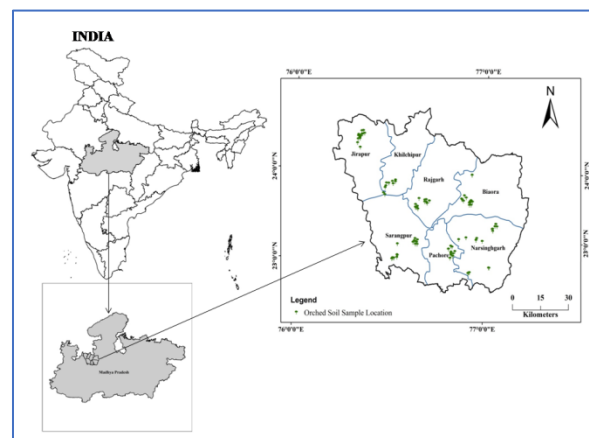 INDIA
76°0'0"E
77°0'0"E
N
Jirapur
Khilchipur
Rajgarh
Biaora
24°0'0"N
24°0'0"N
Sarangpur
Pachore
Narsinghgarh
23°0'0"N
23°0'0"N
Legend
Orched Soil Sample Location
0 15 30
Kilometers
76°0'0"E
77°0'0"E
Madhya Pradesh